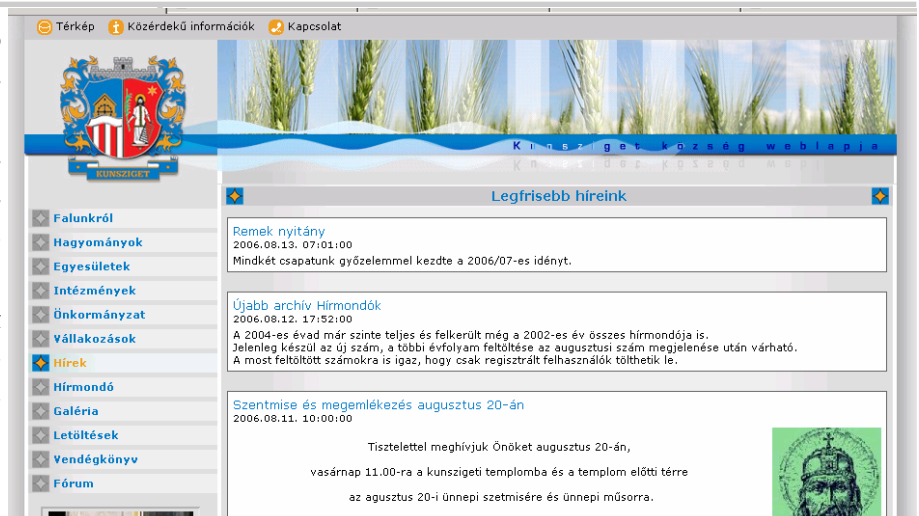 Térkép
Közérdekű információk
Kapcsolat
KUNSZIGET
Kunsziget község weblapja
Legfrisebb híreink
Falunkról
Hagyományok
Egyesületek
Intézmények
Önkormányzat
Vállakozások
Hírek
Hírmondó
Galéria
Letöltések
Vendégkönyv
Fórum
Remek nyitány
2006.08.13. 07:01:00
Mindkét csapatunk győzelemmel kezdte a 2006/07-es idényt.
Újabb archív Hírmondók
2006.08.12. 17:52:00
A 2004-es évad már szinte teljes és felkerült még a 2002-es év összes hírmondója is.
Jelenleg készül az új szám, a többi évfolyam feltöltése az augusztusi szám megjelenése után várható.
A most feltöltött számokra is igaz, hogy csak regisztrált felhasználók tölthetik le.
Szentmise és megemlékezés augusztus 20-án
2006.08.11. 10:00:00
Tisztelettel meghívjuk Önöket augusztus 20-án,
vasárnap 11.00-ra a kunszigeti templomba és a templom előtti térre
az agusztus 20-i ünnepi szetmisére és ünnepi műsorra.